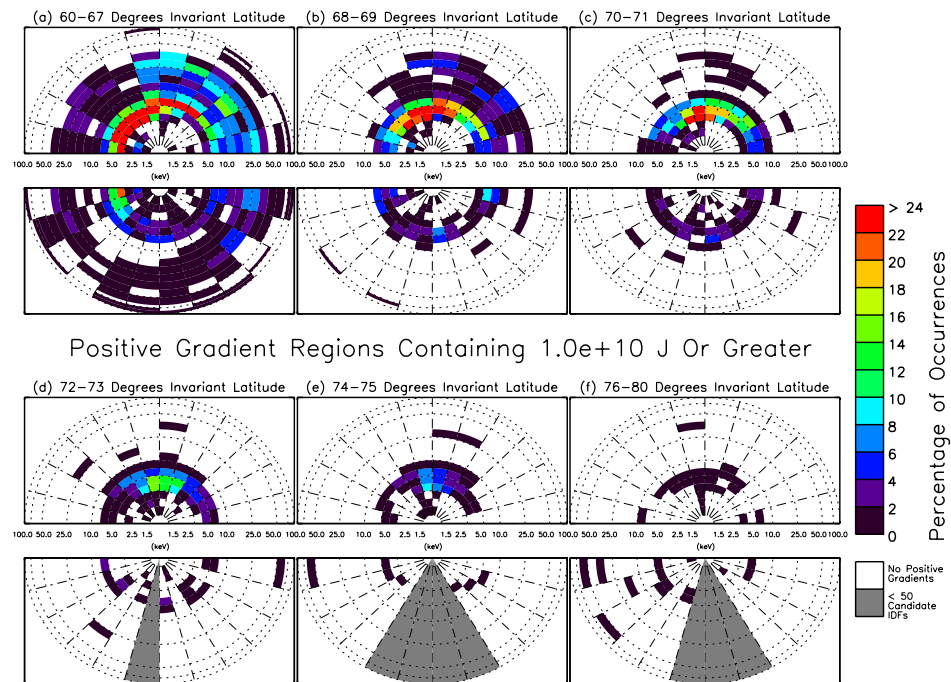 (a) 60-67 Degrees Invariant Latitude
(b) 68-69 Degrees Invariant Latitude
(c) 70-71 Degrees Invariant Latitude
100.0 50.0 25.0 10.0 5.0 2.5 1.5 1.5 2.5 5.0 10.0 25.0 50.0 100.0 50.0 25.0 10.0 5.0 2.5 1.5 1.5 2.5 5.0 10.0 25.0 50.0 100.0 50.0 25.0 10.0 5.0 2.5 1.5 1.5 2.5 5.0 10.0 25.0 50.0 100.0
(keV) (keV) (keV)
Positive Gradient Regions Containing 1.0e+10 J Or Greater
(d) 72-73 Degrees Invariant Latitude
(e) 74-75 Degrees Invariant Latitude
(f) 76-80 Degrees Invariant Latitude
100.0 50.0 25.0 10.0 5.0 2.5 1.5 1.5 2.5 5.0 10.0 25.0 50.0 100.0 50.0 25.0 10.0 5.0 2.5 1.5 1.5 2.5 5.0 10.0 25.0 50.0 100.0 50.0 25.0 10.0 5.0 2.5 1.5 1.5 2.5 5.0 10.0 25.0 50.0 100.0
(keV) (keV) (keV)
> 24
22
20
18
16
14
12
10
8
6
4
2
0
Percentage of Occurrences
No Positive
Gradients
< 50
Candidate
IDFs